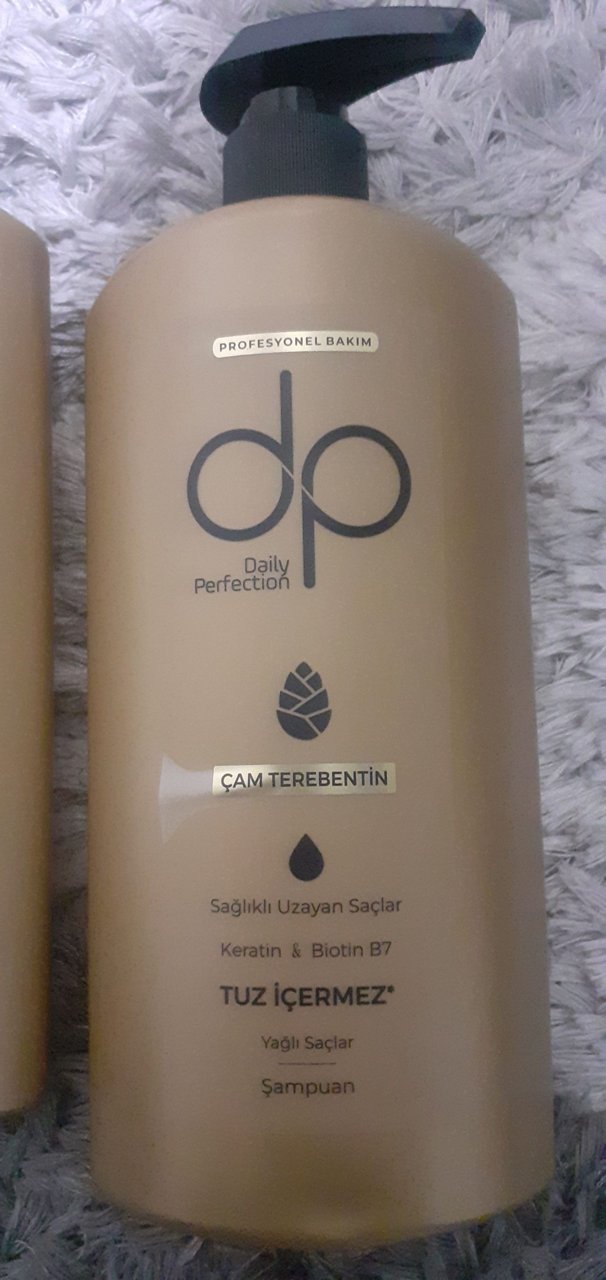 PROFESYONEL BAKIM
dp
Daily
Perfection
ÇAM TEREBENTİN
Sağlıklı Uzayan Saçlar
Keratin & Biotin B7
TUZ İÇERMEZ*
Yağlı Saçlar
Şampuan